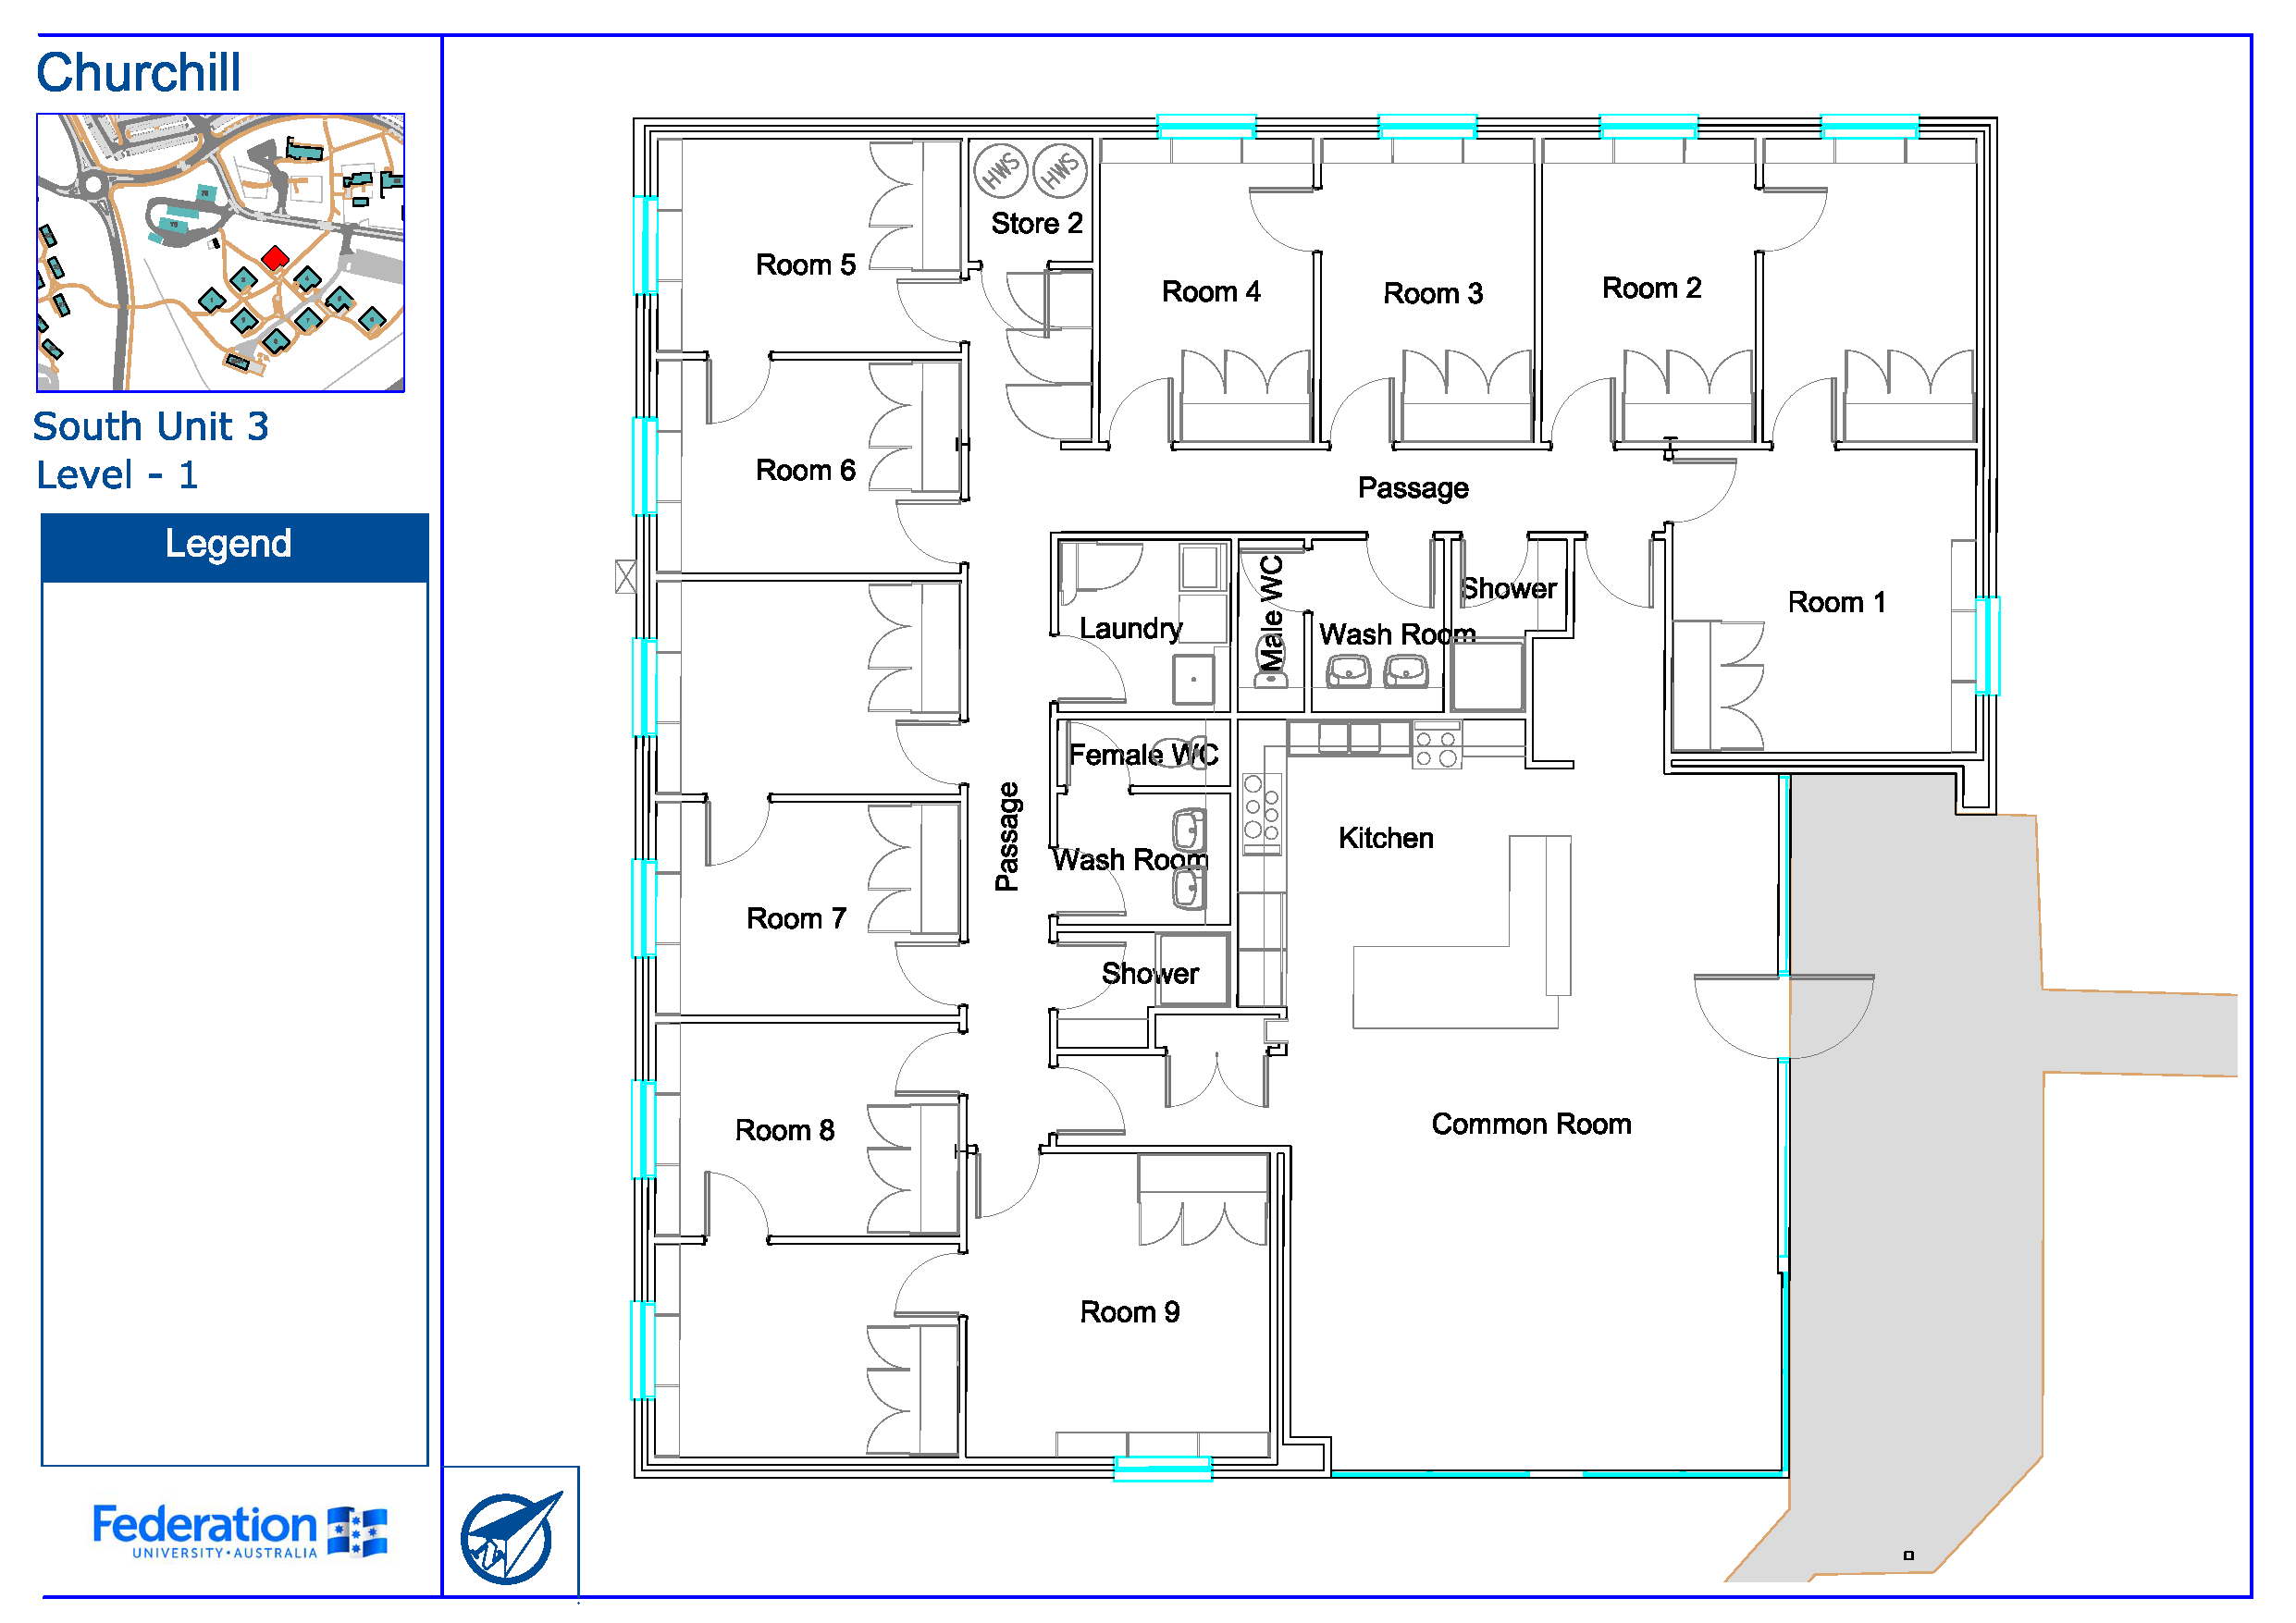 Churchill
South Unit 3
Level - 1
Legend
Federation
UNIVERSITY • AUSTRALIA
N
HWS
HWS
Store 2
Room 5
Room 4
Room 3
Room 2
Room 6
Passage
Male WC
Shower
Room 1
Laundry
Wash Room
Female WC
Passage
Kitchen
Wash Room
Room 7
Shower
Common Room
Room 8
Room 9